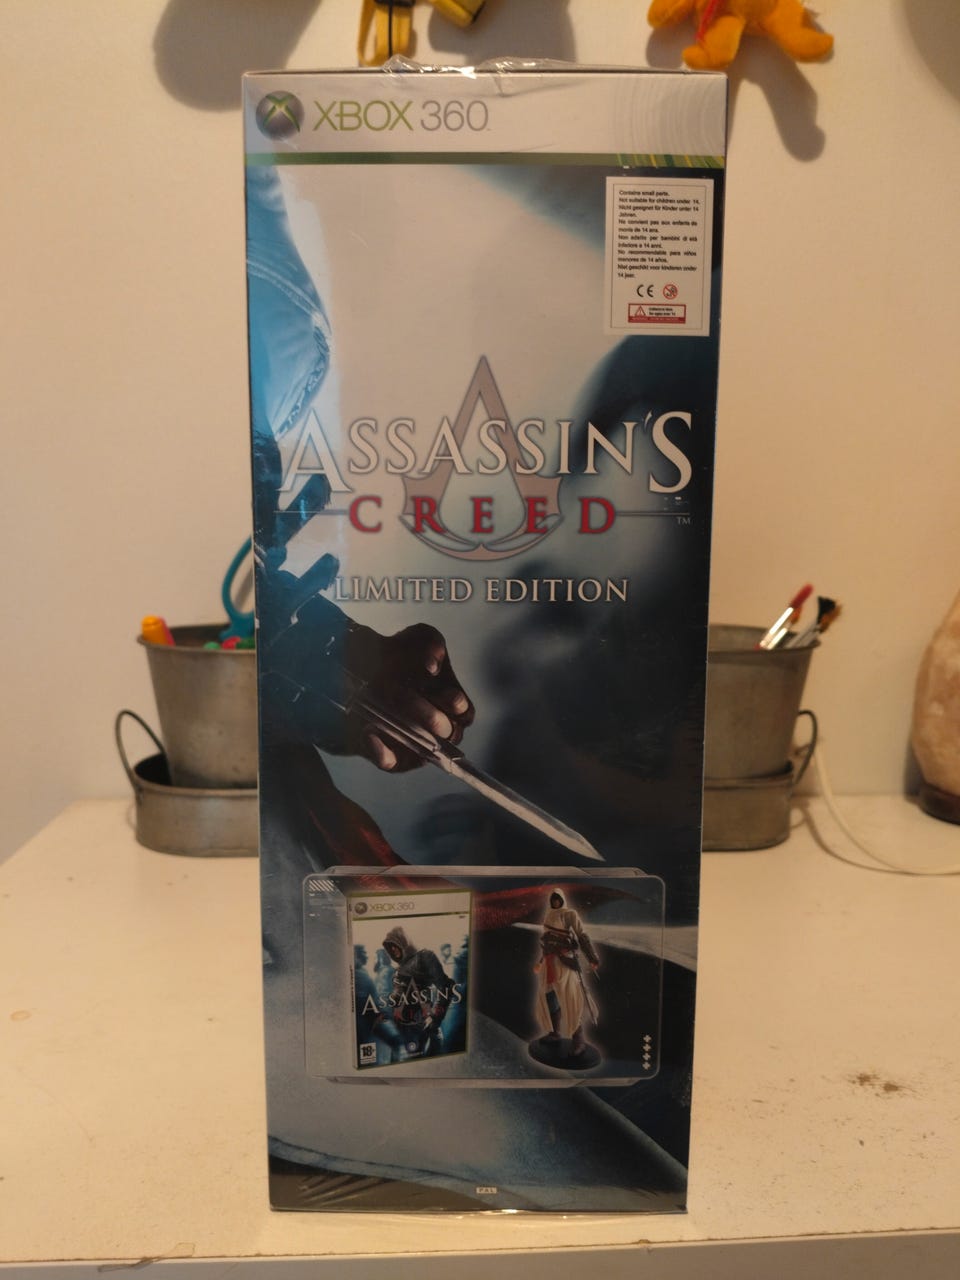 XBOX 360
Contains small parts.
Not suitable for children under 14.
Nicht geeignet für Kinder unter 14
Jahren.
Ne convient pas aux enfants de
moins de 14 ans.
Non adatto per bambini di età
inferiore a 14 anni.
No recommendable para niños
menores de 14 años.
Niet geschikt voor kinderen onder
14 jaar.
CE
ASSASSIN'S
CREED
TM
LIMITED EDITION
XBOX 360
ASSASSIN'S
CREED
18+
PAL